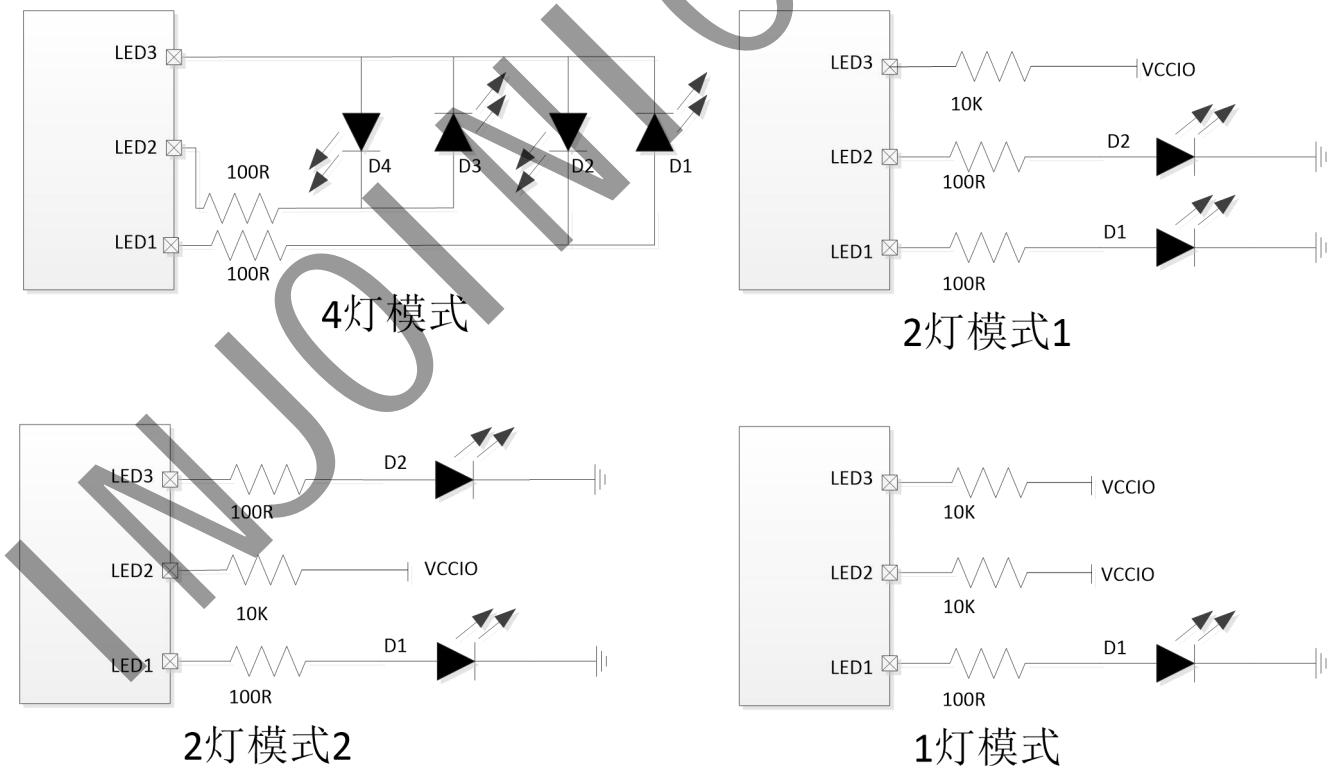 LED3
LED2
LED1
100R
100R
D4
D3
D2
D1
4灯模式
LED3
10K
VCCIO
LED2
100R
D2
LED1
100R
D1
2灯模式1
LED3
100R
D2
LED2
10K
VCCIO
LED1
100R
D1
2灯模式2
LED3
10K
VCCIO
LED2
10K
VCCIO
LED1
100R
D1
1灯模式